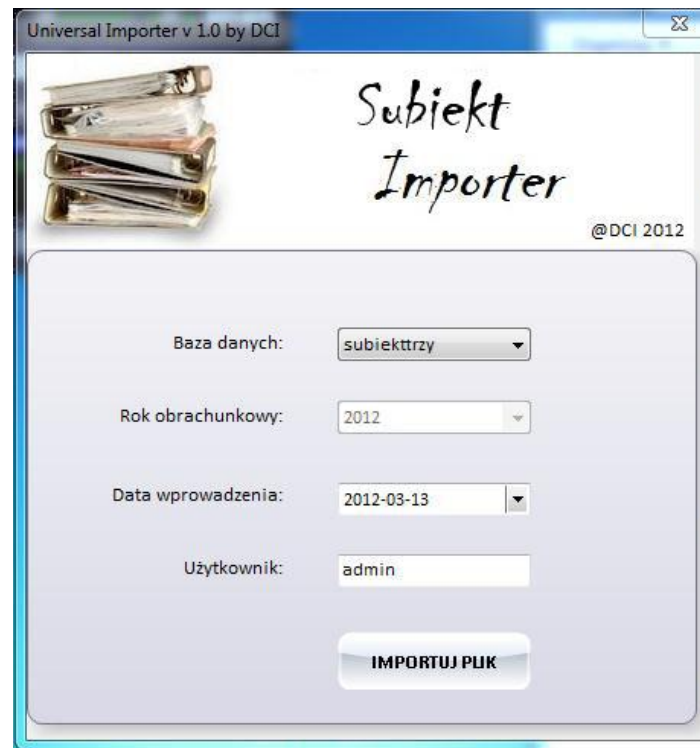 Universal Importer v 1.0 by DCI
Subiekt
Importer
@DCI 2012
Baza danych:
subiekttrzy
Rok obrachunkowy:
2012
Data wprowadzenia:
2012-03-13
Użytkownik:
admin
IMPORTUJ PLIK